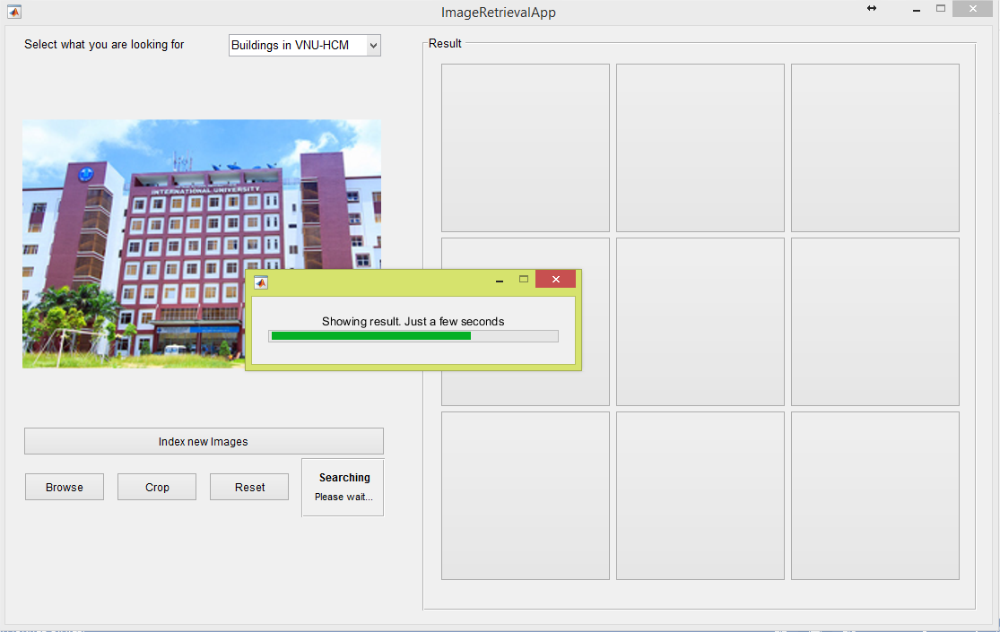 ImageRetrievalApp
Select what you are looking for
Buildings in VNU-HCM
Result
INTERNATIONAL UNIVERSITY
Showing result. Just a few seconds
Index new Images
Browse
Crop
Reset
Searching
Please wait...